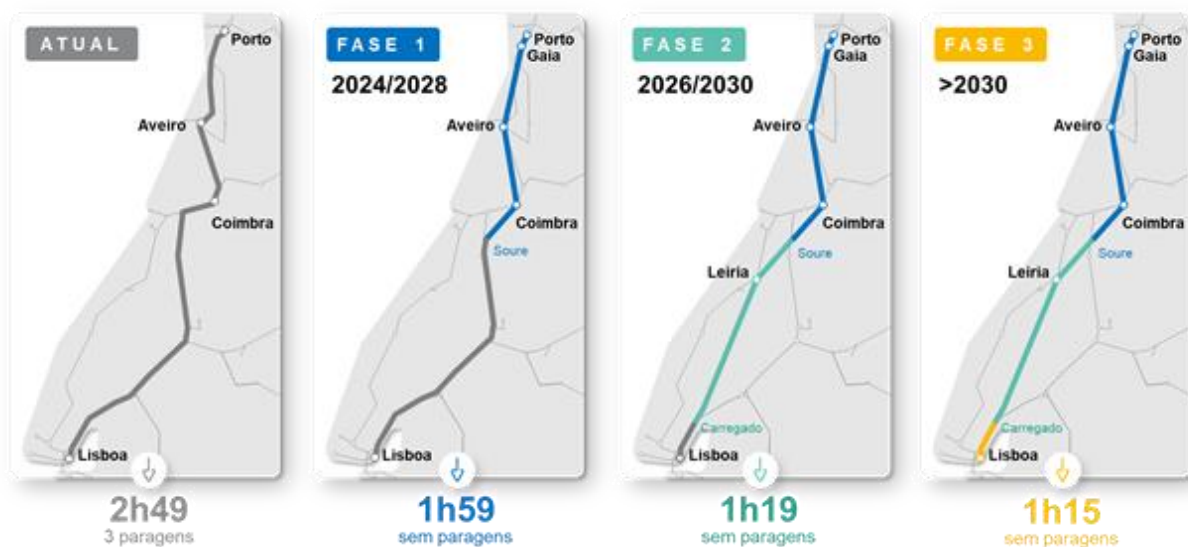 ATUAL
Porto
Aveiro
Coimbra
Lisboa
2h49
3 paragens
FASE 1
2024/2028
Porto
Gaia
Aveiro
Coimbra
Soure
Lisboa
1h59
sem paragens
FASE 2
2026/2030
Porto
Gaia
Aveiro
Coimbra
Soure
Leiria
Carregado
Lisboa
1h19
sem paragens
FASE 3
>2030
Porto
Gaia
Aveiro
Coimbra
Soure
Leiria
Carregado
Lisboa
1h15
sem paragens